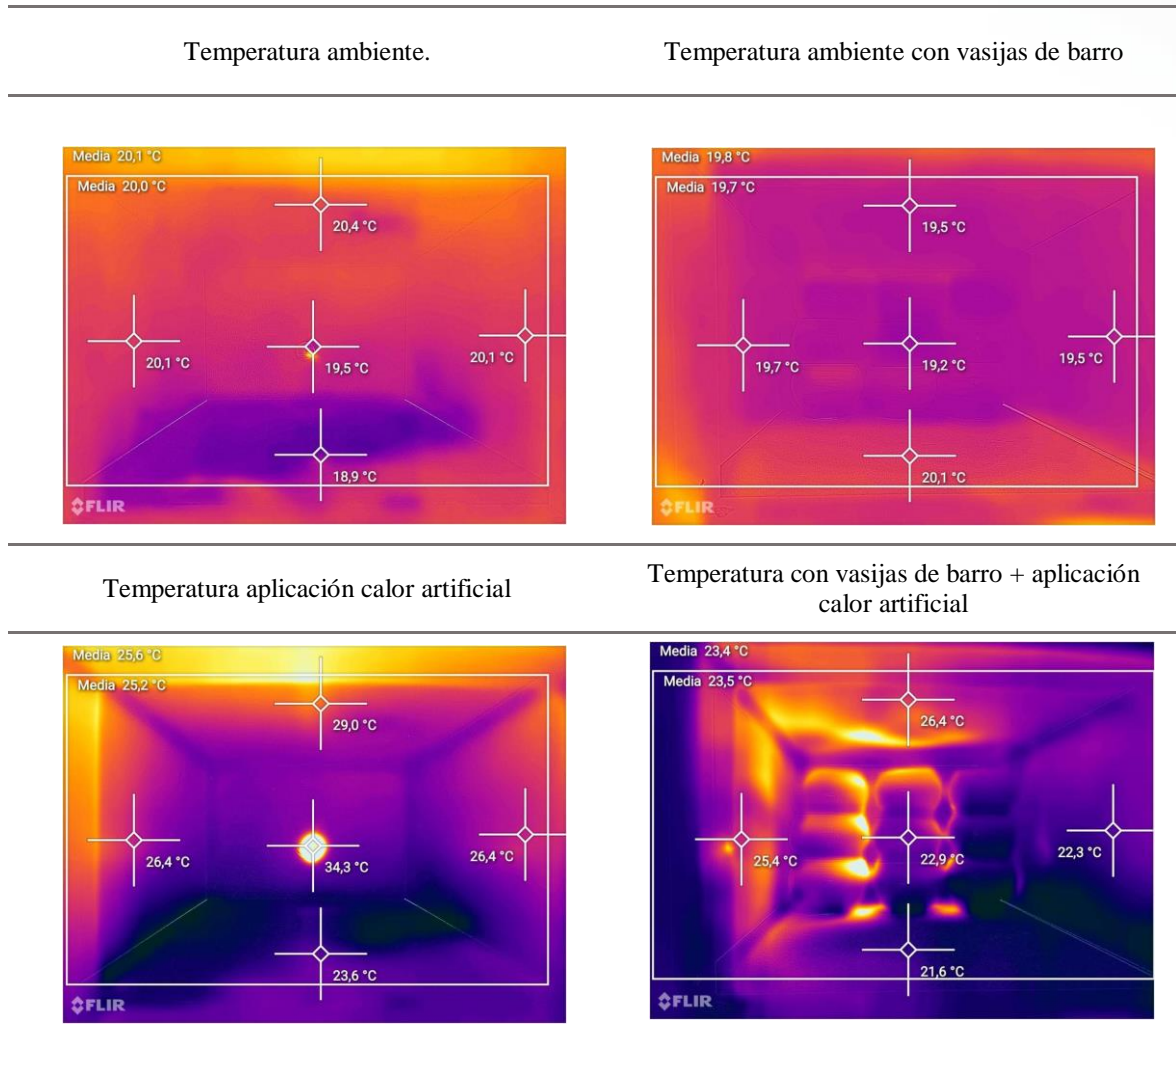 Temperatura ambiente.
Temperatura ambiente con vasijas de barro
Media 20,1 °C
Media 20,0 °C
20,4 °C
20,1 °C
19,5 °C
20,1 °C
18,9 °C
FLIR
Media 19,8 °C
Media 19,7 °C
19,5 °C
19,7 °C
19,2 °C
19,5 °C
20,1 °C
FLIR
Temperatura aplicación calor artificial
Temperatura con vasijas de barro + aplicación
calor artificial
Media 25,6 °C
Media 25,2 °C
29,0 °C
26,4 °C
34,3 °C
26,4 °C
23,6 °C
FLIR
Media 23,4 °C
Media 23,5 °C
26,4 °C
25,4 °C
22,9 °C
22,3 °C
21,6 °C
FLIR